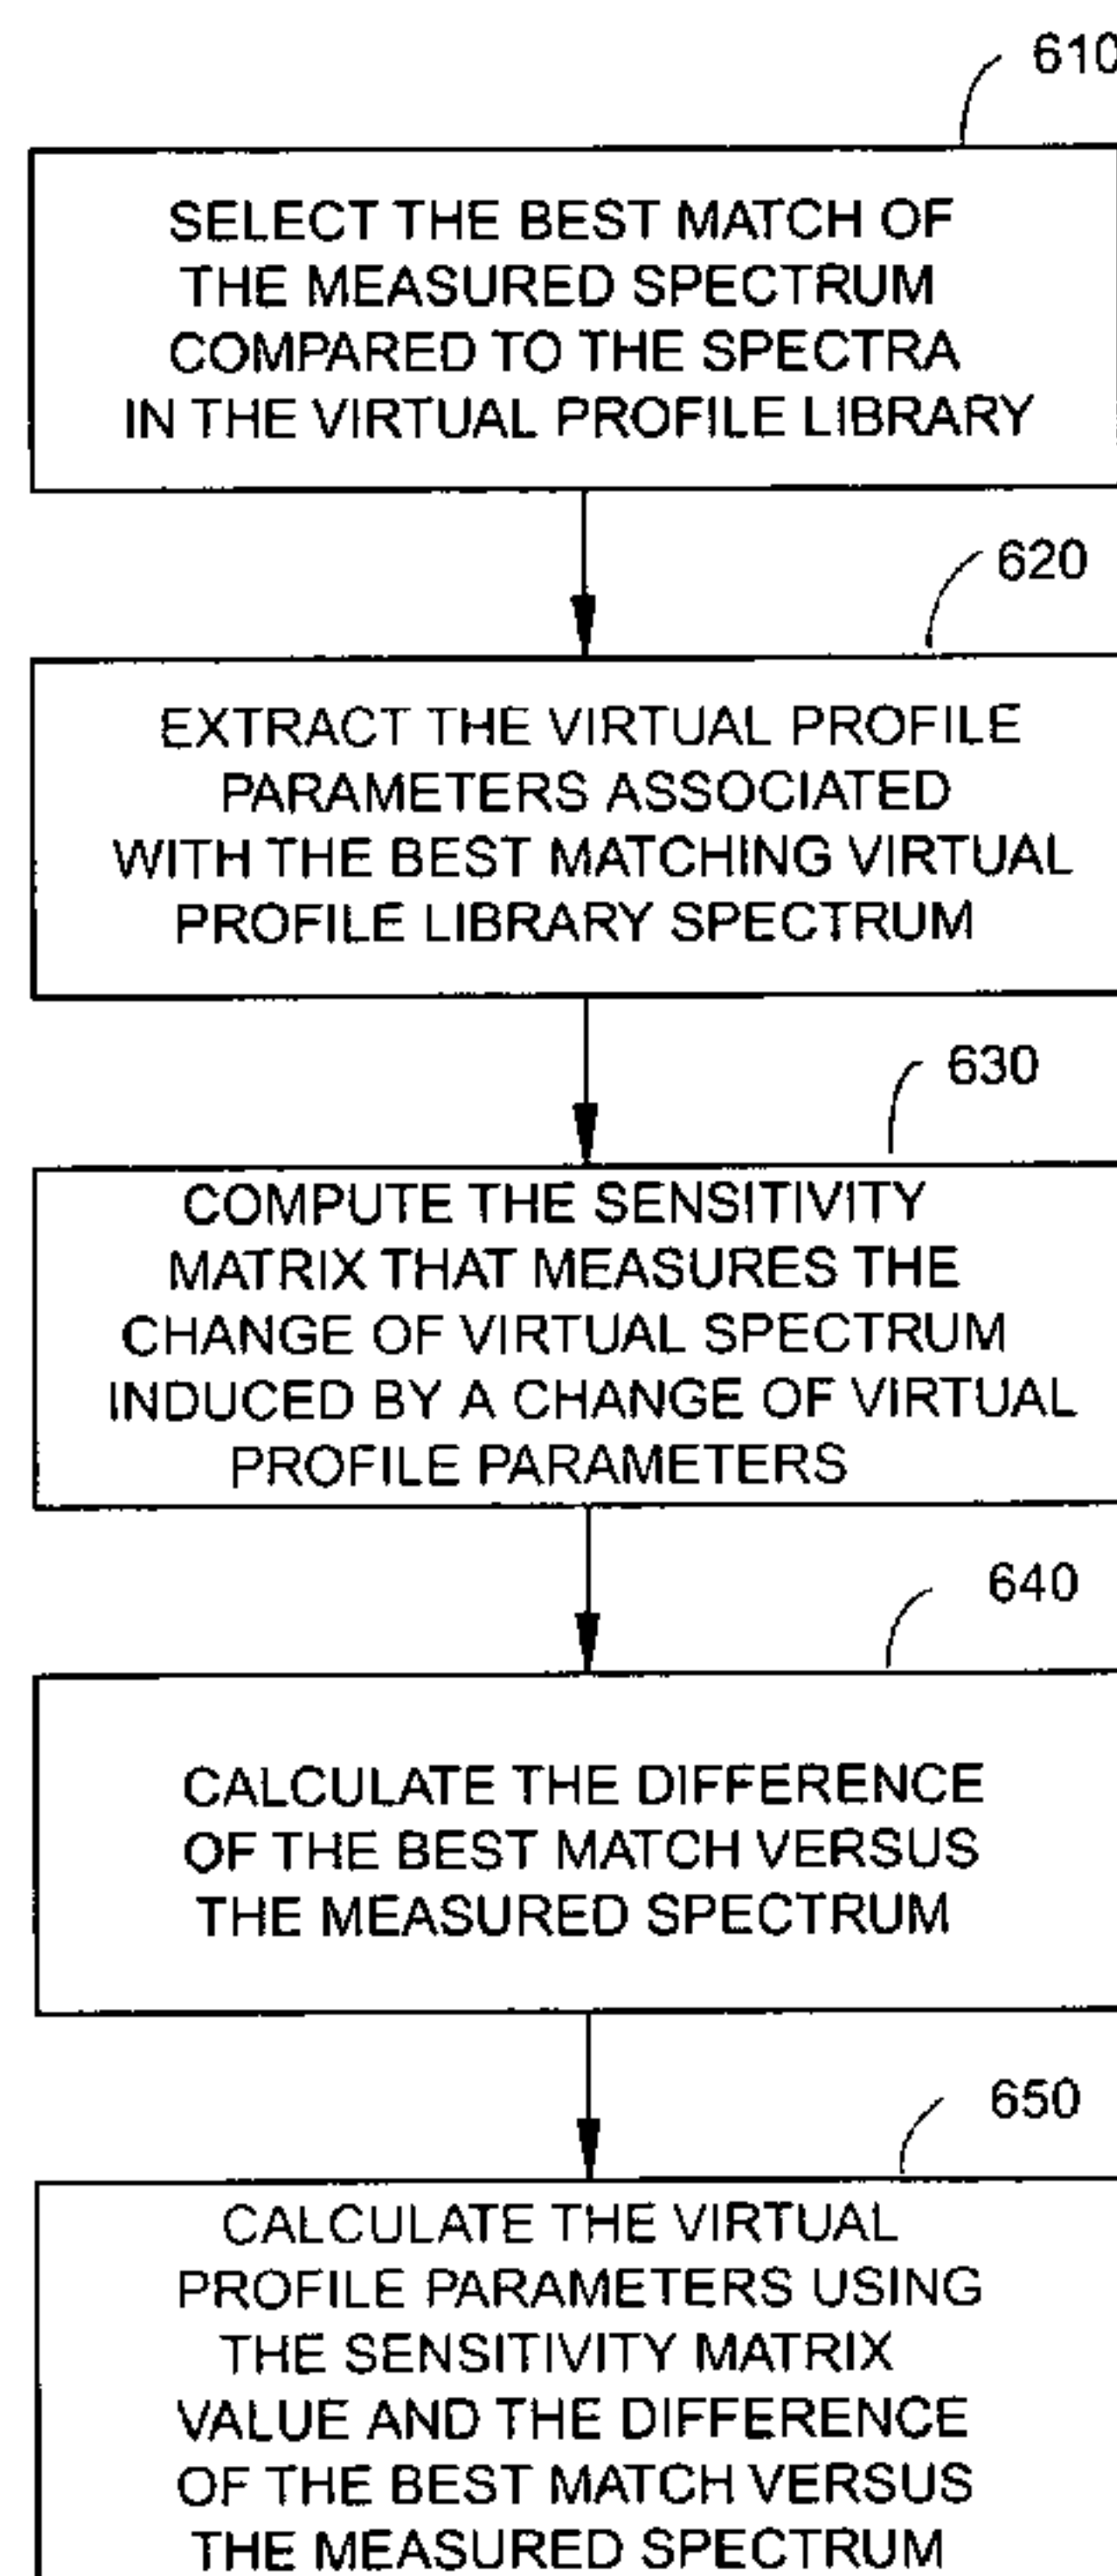 610
SELECT THE BEST MATCH OF
THE MEASURED SPECTRUM
COMPARED TO THE SPECTRA
IN THE VIRTUAL PROFILE LIBRARY
620
EXTRACT THE VIRTUAL PROFILE
PARAMETERS ASSOCIATED
WITH THE BEST MATCHING VIRTUAL
PROFILE LIBRARY SPECTRUM
630
COMPUTE THE SENSITIVITY
MATRIX THAT MEASURES THE
CHANGE OF VIRTUAL SPECTRUM
INDUCED BY A CHANGE OF VIRTUAL
PROFILE PARAMETERS
640
CALCULATE THE DIFFERENCE
OF THE BEST MATCH VERSUS
THE MEASURED SPECTRUM
650
CALCULATE THE VIRTUAL
PROFILE PARAMETERS USING
THE SENSITIVITY MATRIX
VALUE AND THE DIFFERENCE
OF THE BEST MATCH VERSUS
THE MEASURED SPECTRUM